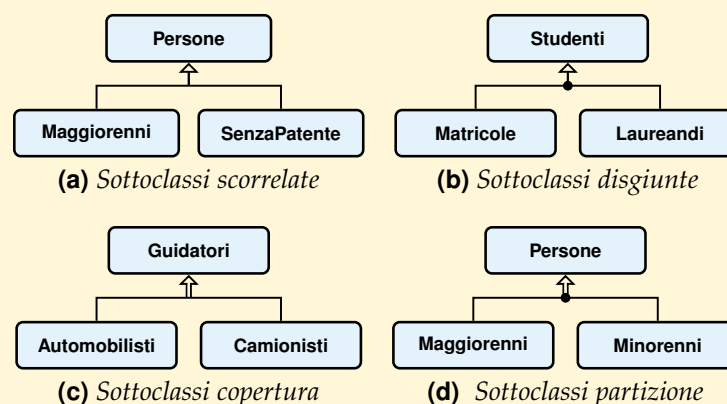 Persone
Studenti
Maggiorenni
SenzaPatente
Matricole
Laureandi
(a) Sottoclassi scorrelate
(b) Sottoclassi disgiunte
Guidatori
Persone
Automobilisti
Camionisti
Maggiorenni
Minorenni
(c) Sottoclassi copertura
(d) Sottoclassi partizione